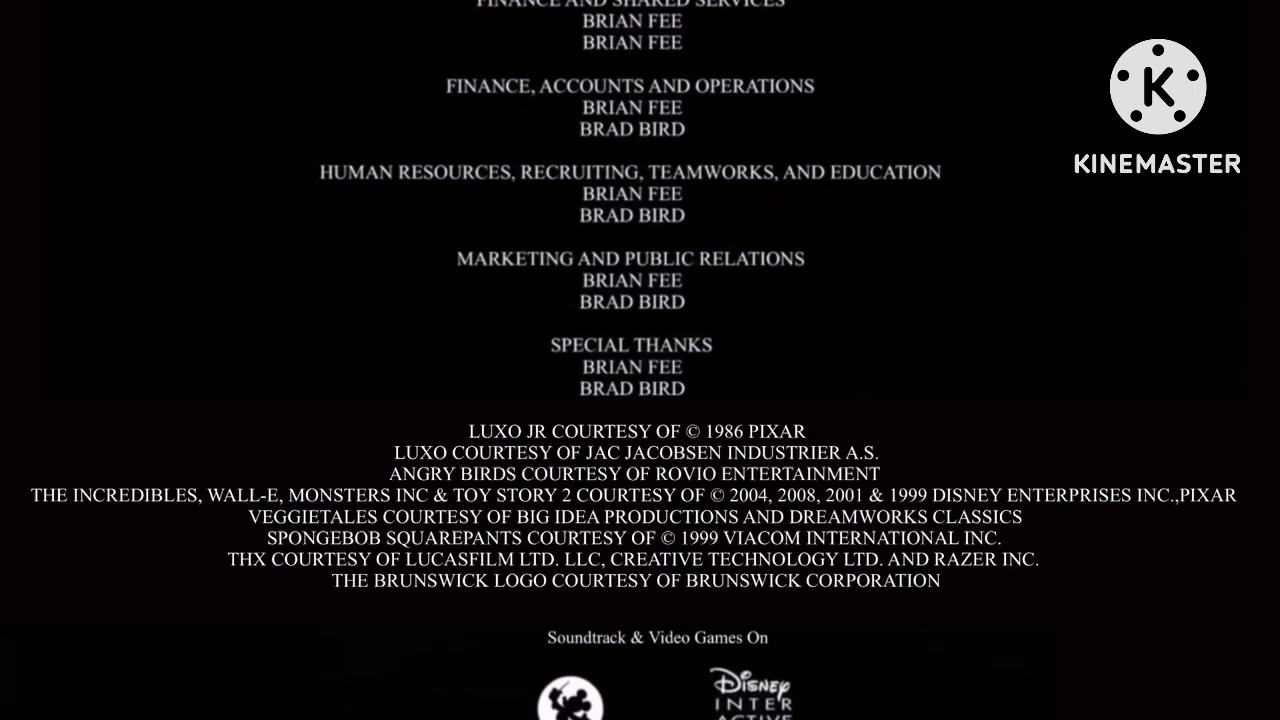 FINANCE AND SHARED SERVICES
BRIAN FEE
BRIAN FEE
FINANCE, ACCOUNTS AND OPERATIONS
BRIAN FEE
BRAD BIRD
HUMAN RESOURCES, RECRUITING, TEAMWORKS, AND EDUCATION
BRIAN FEE
BRAD BIRD
MARKETING AND PUBLIC RELATIONS
BRIAN FEE
BRAD BIRD
SPECIAL THANKS
BRIAN FEE
BRAD BIRD
LUXO JR COURTESY OF © 1986 PIXAR
LUXO COURTESY OF JAC JACOBSEN INDUSTRIER A.S.
ANGRY BIRDS COURTESY OF ROVIO ENTERTAINMENT
THE INCREDIBLES, WALL-E, MONSTERS INC & TOY STORY 2 COURTESY OF © 2004, 2008, 2001 & 1999 DISNEY ENTERPRISES INC.,PIXAR
VEGGIETALES COURTESY OF BIG IDEA PRODUCTIONS AND DREAMWORKS CLASSICS
SPONGEBOB SQUAREPANTS COURTESY OF © 1999 VIACOM INTERNATIONAL INC.
THX COURTESY OF LUCASFILM LTD. LLC, CREATIVE TECHNOLOGY LTD. AND RAZER INC.
THE BRUNSWICK LOGO COURTESY OF BRUNSWICK CORPORATION
Soundtrack & Video Games On
DISNEY
INTER
ACTIVE
K
KINEMASTER